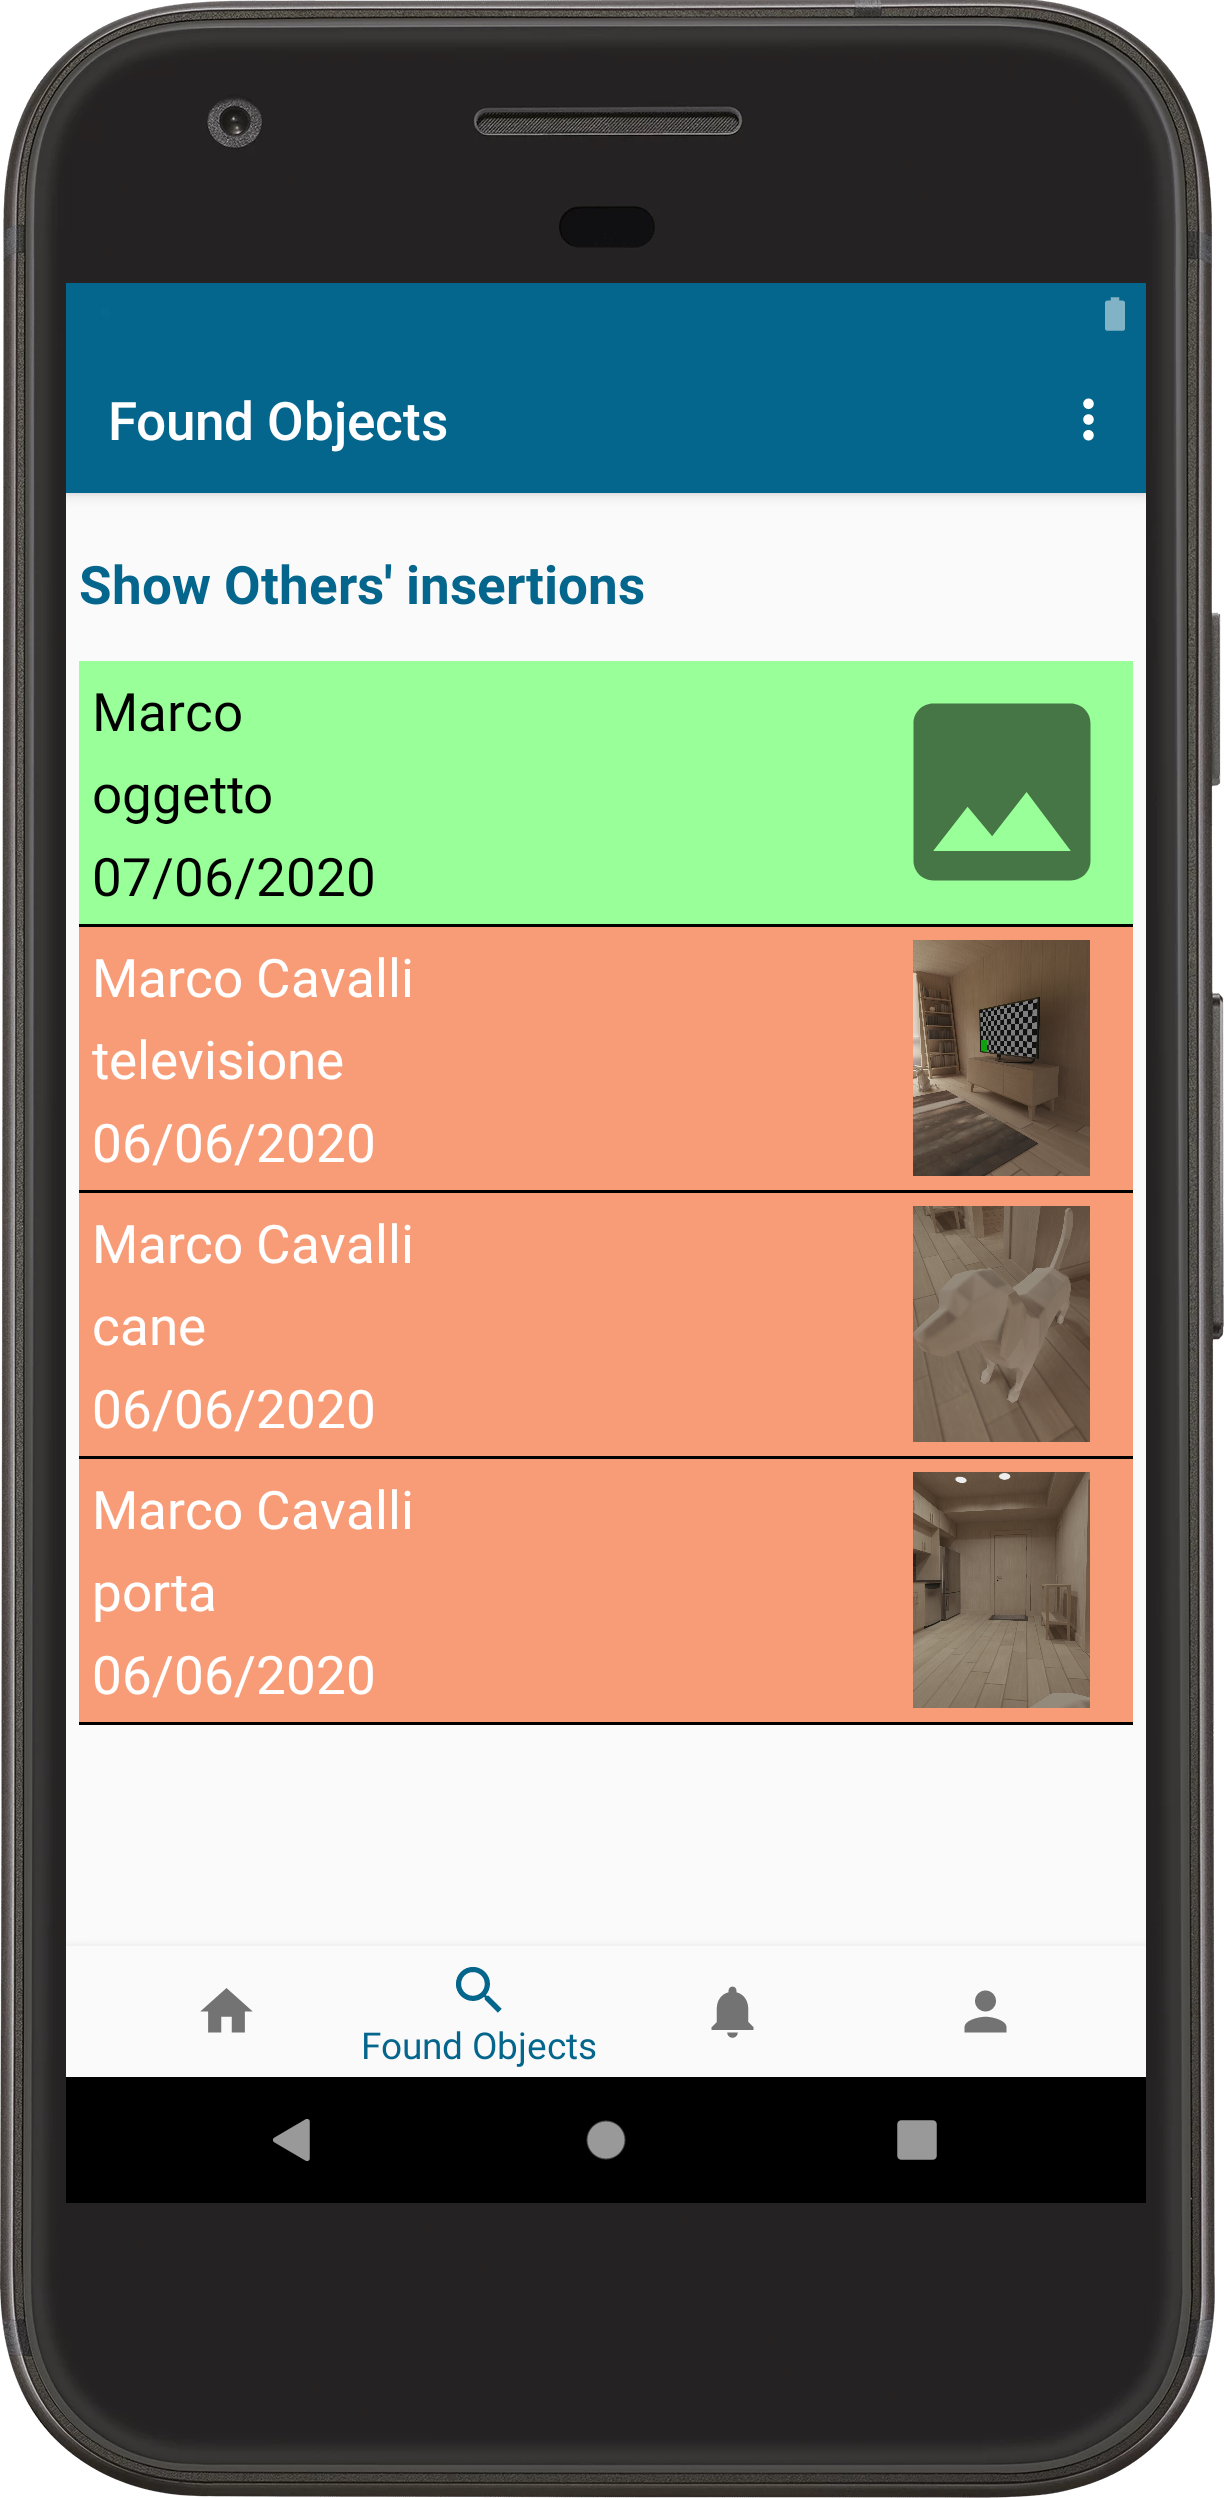 Found Objects
Show Others' insertions
Marco
oggetto
07/06/2020
Marco Cavalli
televisione
06/06/2020
Marco Cavalli
cane
06/06/2020
Marco Cavalli
porta
06/06/2020
Found Objects